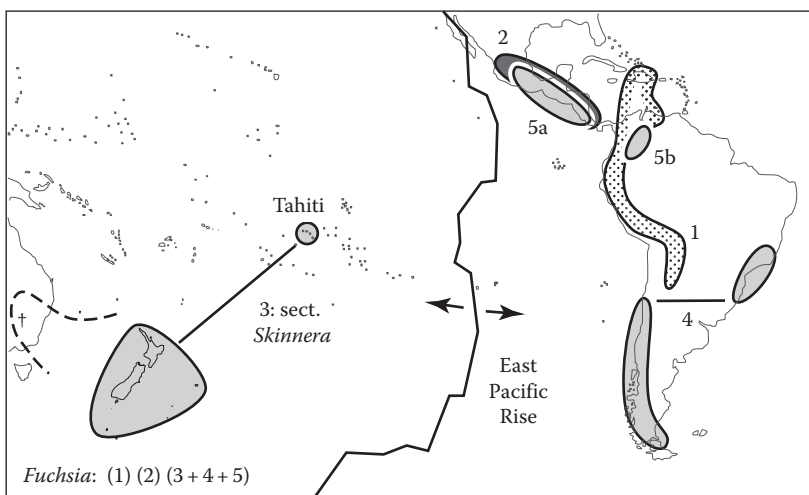 2
5a
5b
Tahiti
1
3: sect.
Skinnera
4
†
East
Pacific
Rise
Fuchsia: (1) (2) (3 + 4 + 5)